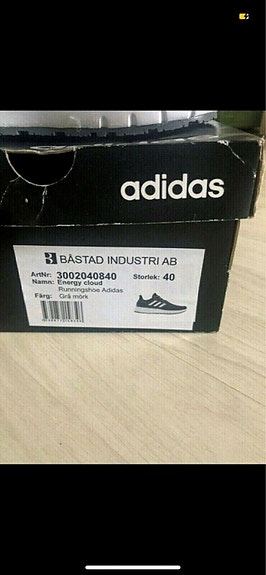 adidas
BÅSTAD INDUSTRI AB
ArtNr: 3002040840 Storlek: 40
Namn: Energy cloud
Runningshoe Adidas
Färg: Grå mörk